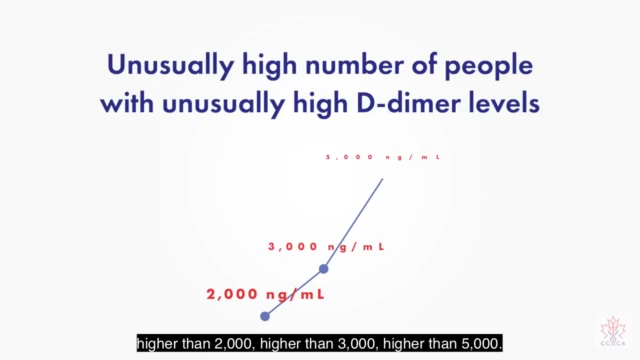 Unusually high number of people
with unusually high D-dimer levels
5,000 ng/mL
3,000 ng/mL
2,000 ng/mL
higher than 2,000, higher than 3,000, higher than 5,000.